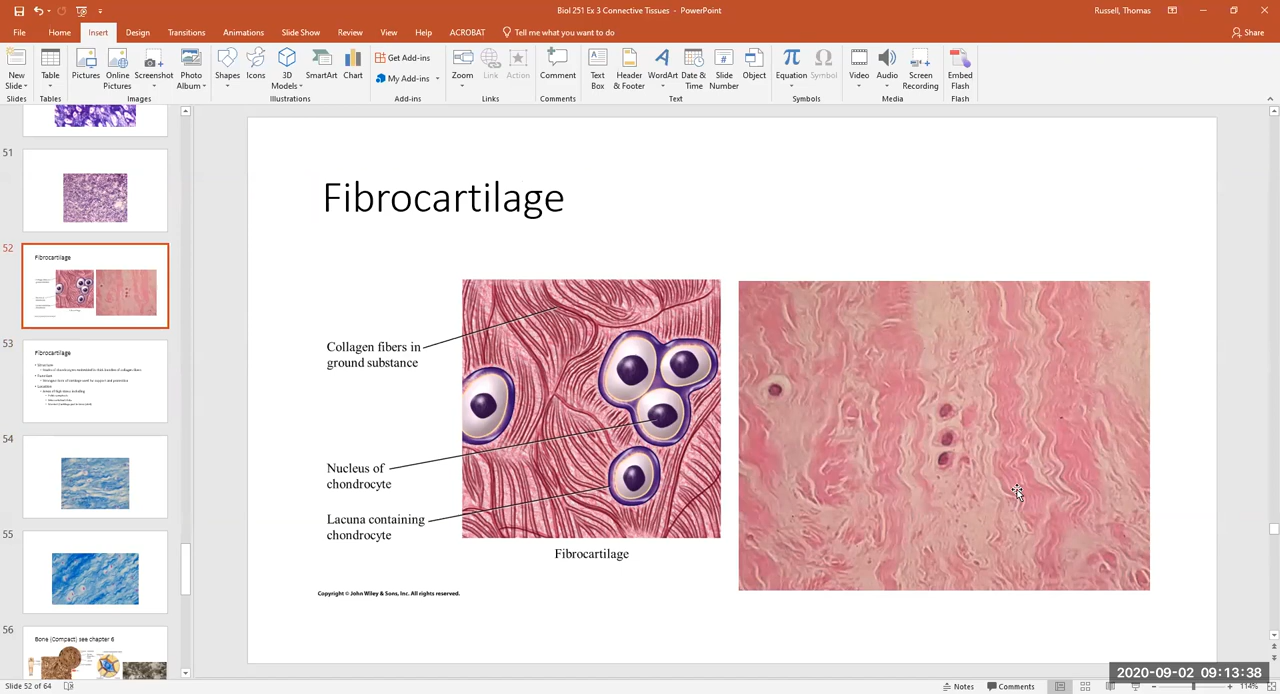 Biol 251 Ex 3 Connective Tissues - PowerPoint
Russell, Thomas
File Home Insert Design Transitions Animations Slide Show Review View Help ACROBAT Tell me what you want to do
Share
New Slide
Table
Pictures
Online Pictures
Screenshot
Photo Album
Shapes
Icons
3D Models
SmartArt
Chart
Get Add-ins
My Add-ins
Zoom
Link
Action
Comment
Text Box
Header & Footer
WordArt
Date & Time
Slide Number
Object
Equation
Symbol
Video
Audio
Screen Recording
Embed Flash
Slides Tables Images Illustrations Add-ins Links Comments Text Symbols Media Flash
51
52
Fibrocartilage
53
Fibrocartilage
54
55
56
Bone (Compact) see chapter 6
Fibrocartilage
Collagen fibers in
ground substance
Nucleus of
chondrocyte
Lacuna containing
chondrocyte
Fibrocartilage
Copyright © John Wiley & Sons, Inc. All rights reserved.
2020-09-02 09:13:38
Slide 52 of 64
Notes
Comments
114%